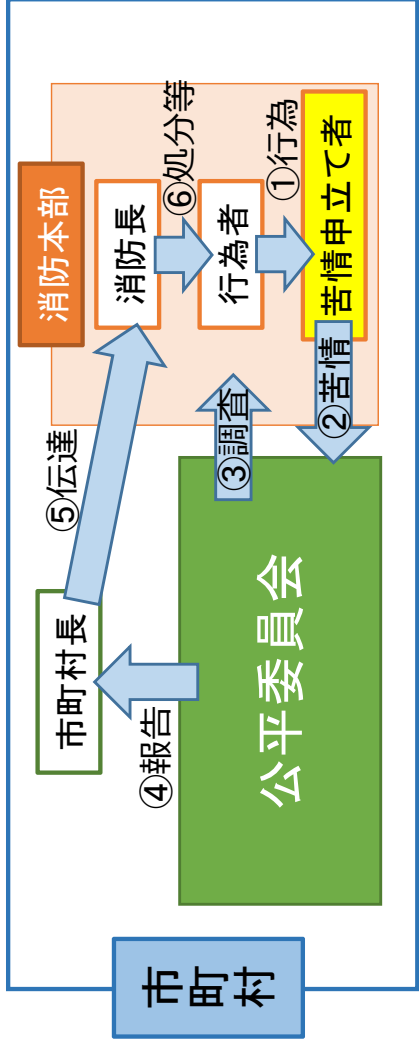 市町村
市町村長
⑤伝達
消防本部
消防長
⑥処分等
行為者
①行為
苦情申立て者
②苦情
③調査
④報告
公平委員会